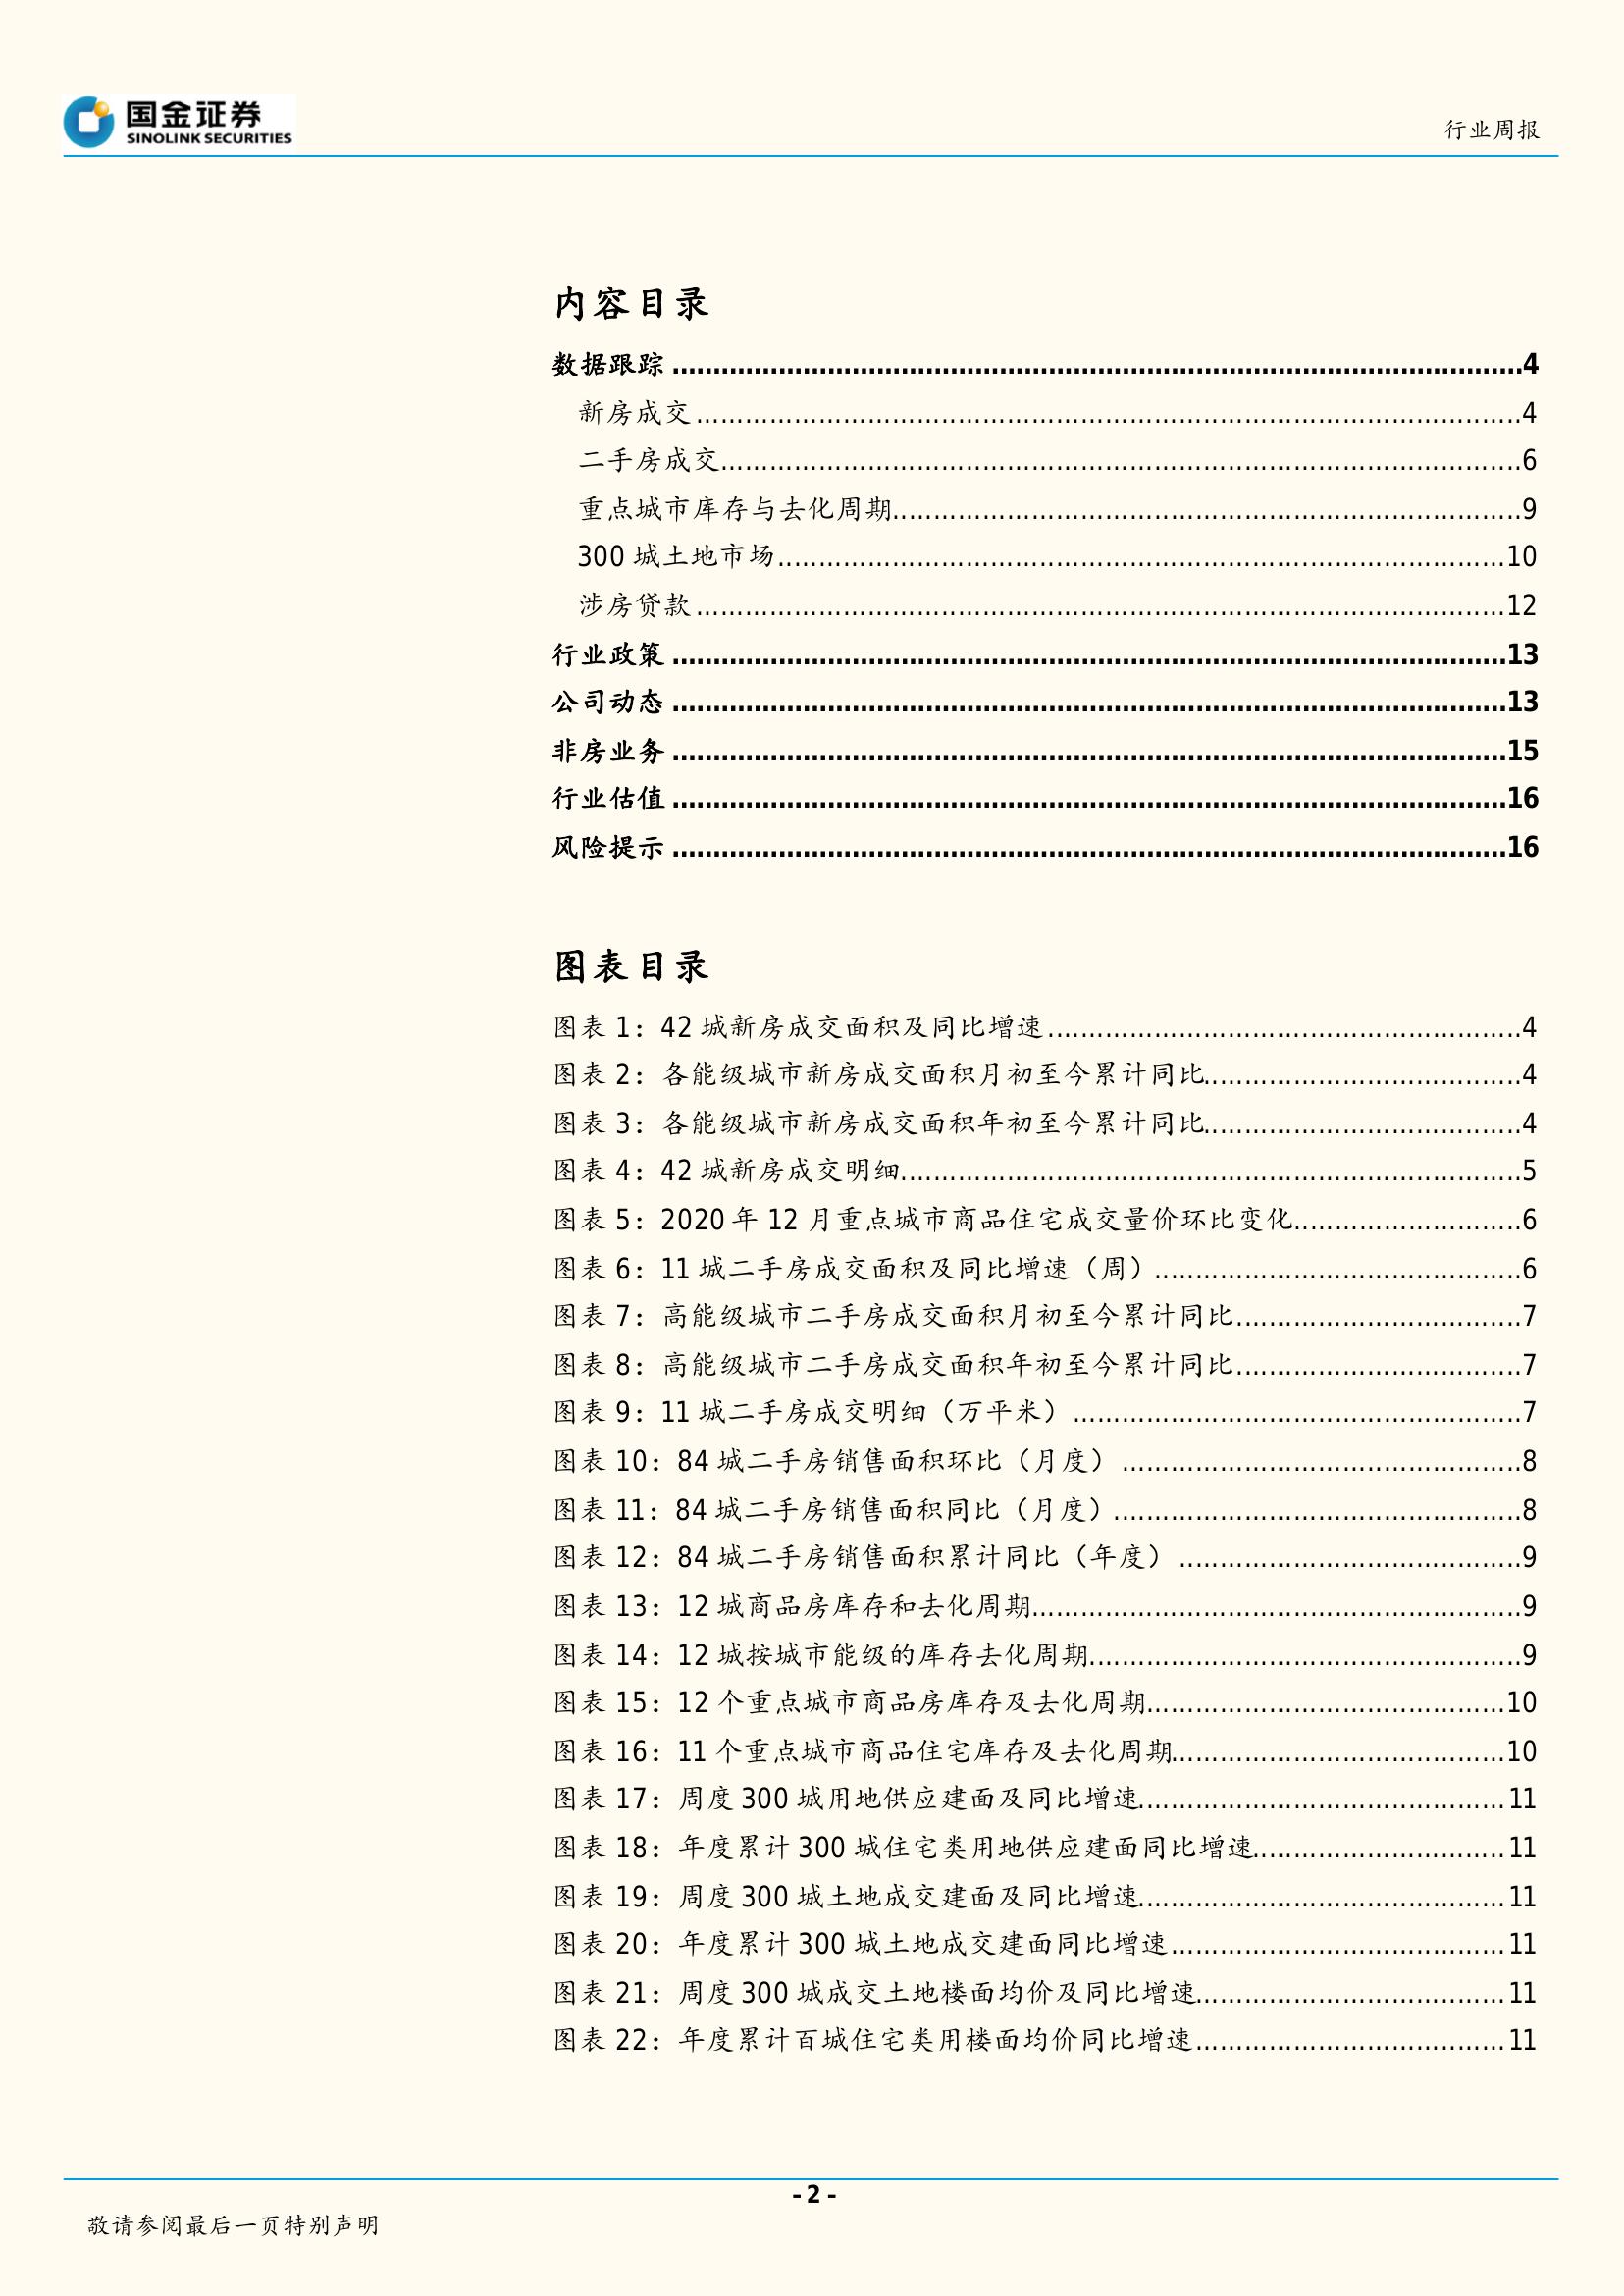 国金证券
SINOLINK SECURITIES
行业周报
内容目录
数据跟踪 ........................................................................................................4
新房成交 ........................................................................................................4
二手房成交........................................................................................................6
重点城市库存与去化周期........................................................................................9
300 城土地市场........................................................................................10
涉房贷款 ........................................................................................................12
行业政策 ........................................................................................................13
公司动态 ........................................................................................................13
非房业务 ........................................................................................................15
行业估值 ........................................................................................................16
风险提示 ........................................................................................................16
图表目录
图表 1：42 城新房成交面积及同比增速..........................................................4
图表 2：各能级城市新房成交面积月初至今累计同比.......................................4
图表 3：各能级城市新房成交面积年初至今累计同比.......................................4
图表 4：42 城新房成交明细............................................................................5
图表 5：2020 年 12 月重点城市商品住宅成交量价环比变化............................6
图表 6：11 城二手房成交面积及同比增速（周）.............................................6
图表 7：高能级城市二手房成交面积月初至今累计同比...................................7
图表 8：高能级城市二手房成交面积年初至今累计同比...................................7
图表 9：11 城二手房成交明细（万平米）.......................................................7
图表 10：84 城二手房销售面积环比（月度）.................................................8
图表 11：84 城二手房销售面积同比（月度）..................................................8
图表 12：84 城二手房销售面积累计同比（年度）..........................................9
图表 13：12 城商品房库存和去化周期............................................................9
图表 14：12 城按城市能级的库存去化周期.....................................................9
图表 15：12 个重点城市商品房库存及去化周期............................................10
图表 16：11 个重点城市商品住宅库存及去化周期.........................................10
图表 17：周度 300 城用地供应建面及同比增速.............................................11
图表 18：年度累计 300 城住宅类用地供应建面同比增速...............................11
图表 19：周度 300 城土地成交建面及同比增速.............................................11
图表 20：年度累计 300 城土地成交建面同比增速.........................................11
图表 21：周度 300 城成交土地楼面均价及同比增速......................................11
图表 22：年度累计百城住宅类用楼面均价同比增速......................................11
- 2 -
敬请参阅最后一页特别声明